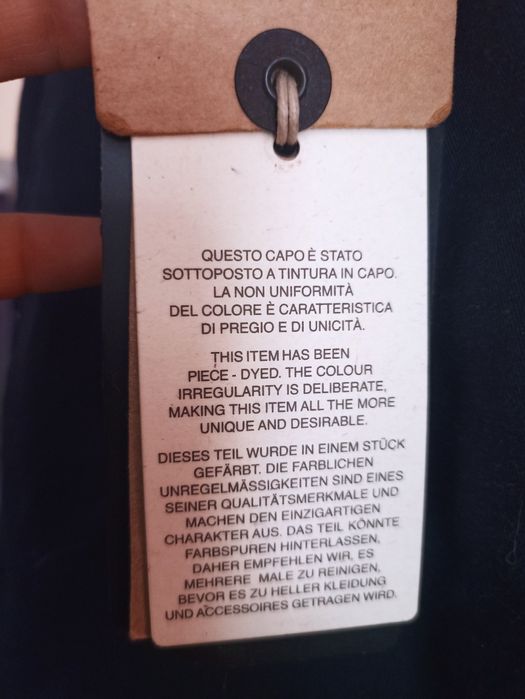 QUESTO CAPO È STATO
SOTTOPOSTO A TINTURA IN CAPO.
LA NON UNIFORMITÀ
DEL COLORE È CARATTERISTICA
DI PREGIO E DI UNICITÀ.
THIS ITEM HAS BEEN
PIECE - DYED. THE COLOUR
IRREGULARITY IS DELIBERATE,
MAKING THIS ITEM ALL THE MORE
UNIQUE AND DESIRABLE.
DIESES TEIL WURDE IN EINEM STÜCK
GEFÄRBT. DIE FARBLICHEN
UNREGELMÄSSIGKEITEN SIND EINES
SEINER QUALITÄTSMERKMALE UND
MACHEN DEN EINZIGARTIGEN
CHARAKTER AUS. DAS TEIL KÖNNTE
FARBSPUREN HINTERLASSEN,
DAHER EMPFEHLEN WIR, ES
MEHRERE MALE ZU REINIGEN,
BEVOR ES ZU HELLER KLEIDUNG
UND ACCESSOIRES GETRAGEN WIRD.